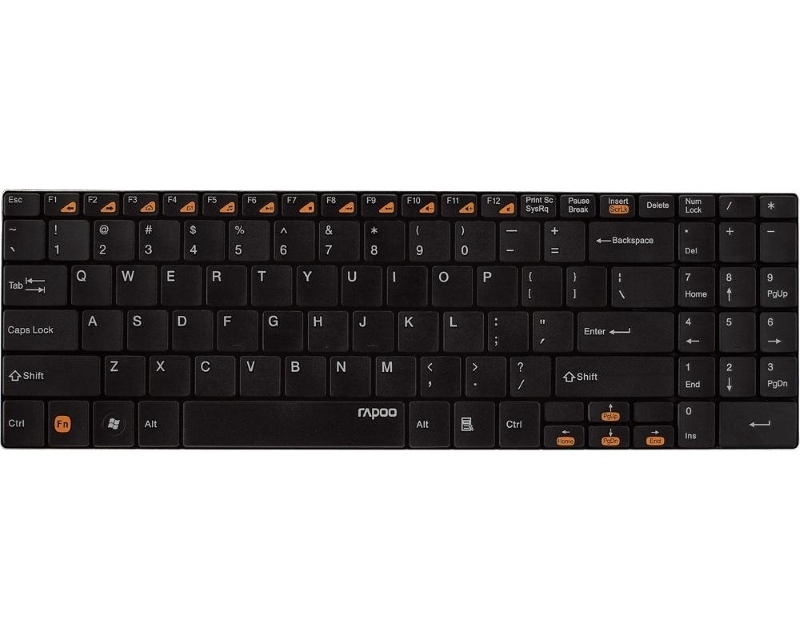 Esc F1 F2 F3 F4 F5 F6 F7 F8 F9 F10 F11 F12 Print Sc Pause Insert Delete Num / *
SysRq Break ScrLk Lock
~ ! @ # $ % ^ & * ( ) — + Backspace • + –
` 1 2 3 4 5 6 7 8 9 0 - = Del
Tab Q W E R T Y U I O P { } ¦ 7 8 9
[ ] \ Home ↑ PgUp
Caps Lock A S D F G H J K L : " Enter 4 5 6
; ' ← →
Shift Z X C V B N M < > ? Shift 1 2 3
, . / End ↓ PgDn
Ctrl Fn Alt rapoo Alt Ctrl ↑ 0
PgUp Ins
← ↓ →
Home PgDn End